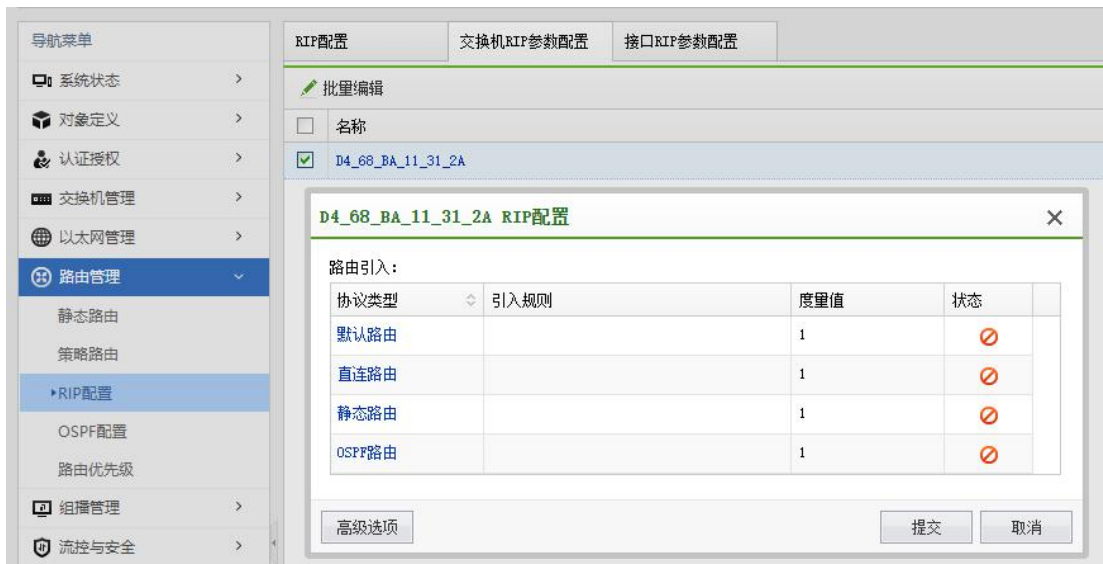 导航菜单
系统状态
对象定义
认证授权
交换机管理
以太网管理
路由管理
静态路由
策略路由
RIP配置
OSPF配置
路由优先级
组播管理
流控与安全
RIP配置 交换机RIP参数配置 接口RIP参数配置
批量编辑
名称
D4_68_BA_11_31_2A
D4_68_BA_11_31_2A RIP配置
路由引入:
协议类型 引入规则 度量值 状态
默认路由 1
直连路由 1
静态路由 1
OSPF路由 1
高级选项 提交 取消